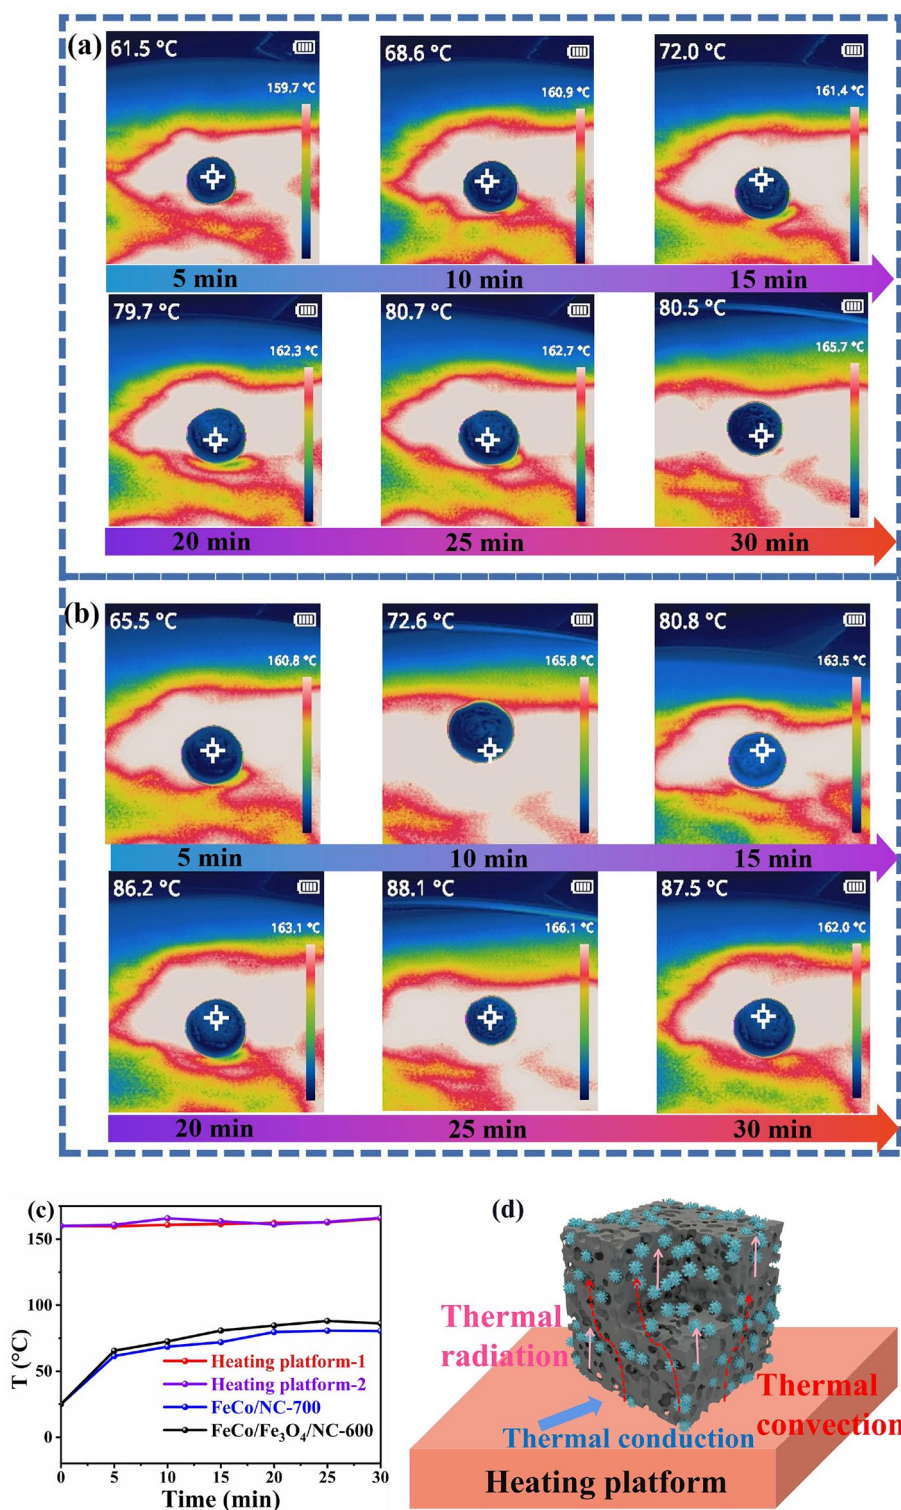 (a)
61.5 °C
159.7 °C
68.6 °C
160.9 °C
72.0 °C
161.4 °C
5 min
10 min
15 min
79.7 °C
162.3 °C
80.7 °C
162.7 °C
80.5 °C
165.7 °C
20 min
25 min
30 min
(b)
65.5 °C
160.8 °C
72.6 °C
165.8 °C
80.8 °C
163.5 °C
5 min
10 min
15 min
86.2 °C
163.1 °C
88.1 °C
166.1 °C
87.5 °C
162.0 °C
20 min
25 min
30 min
(c)
150
100
50
0
T (°C)
Heating platform-1
Heating platform-2
FeCo/NC-700
FeCo/Fe₃O₄/NC-600
0
5
10
15
20
25
30
Time (min)
(d)
Thermal
radiation
Thermal
convection
Thermal conduction
Heating platform